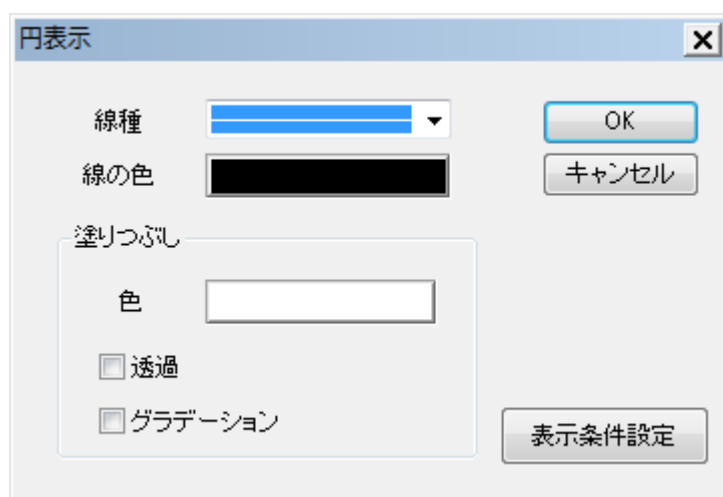 円表示
線種
OK
線の色
キャンセル
塗りつぶし
色
透過
グラデーション
表示条件設定